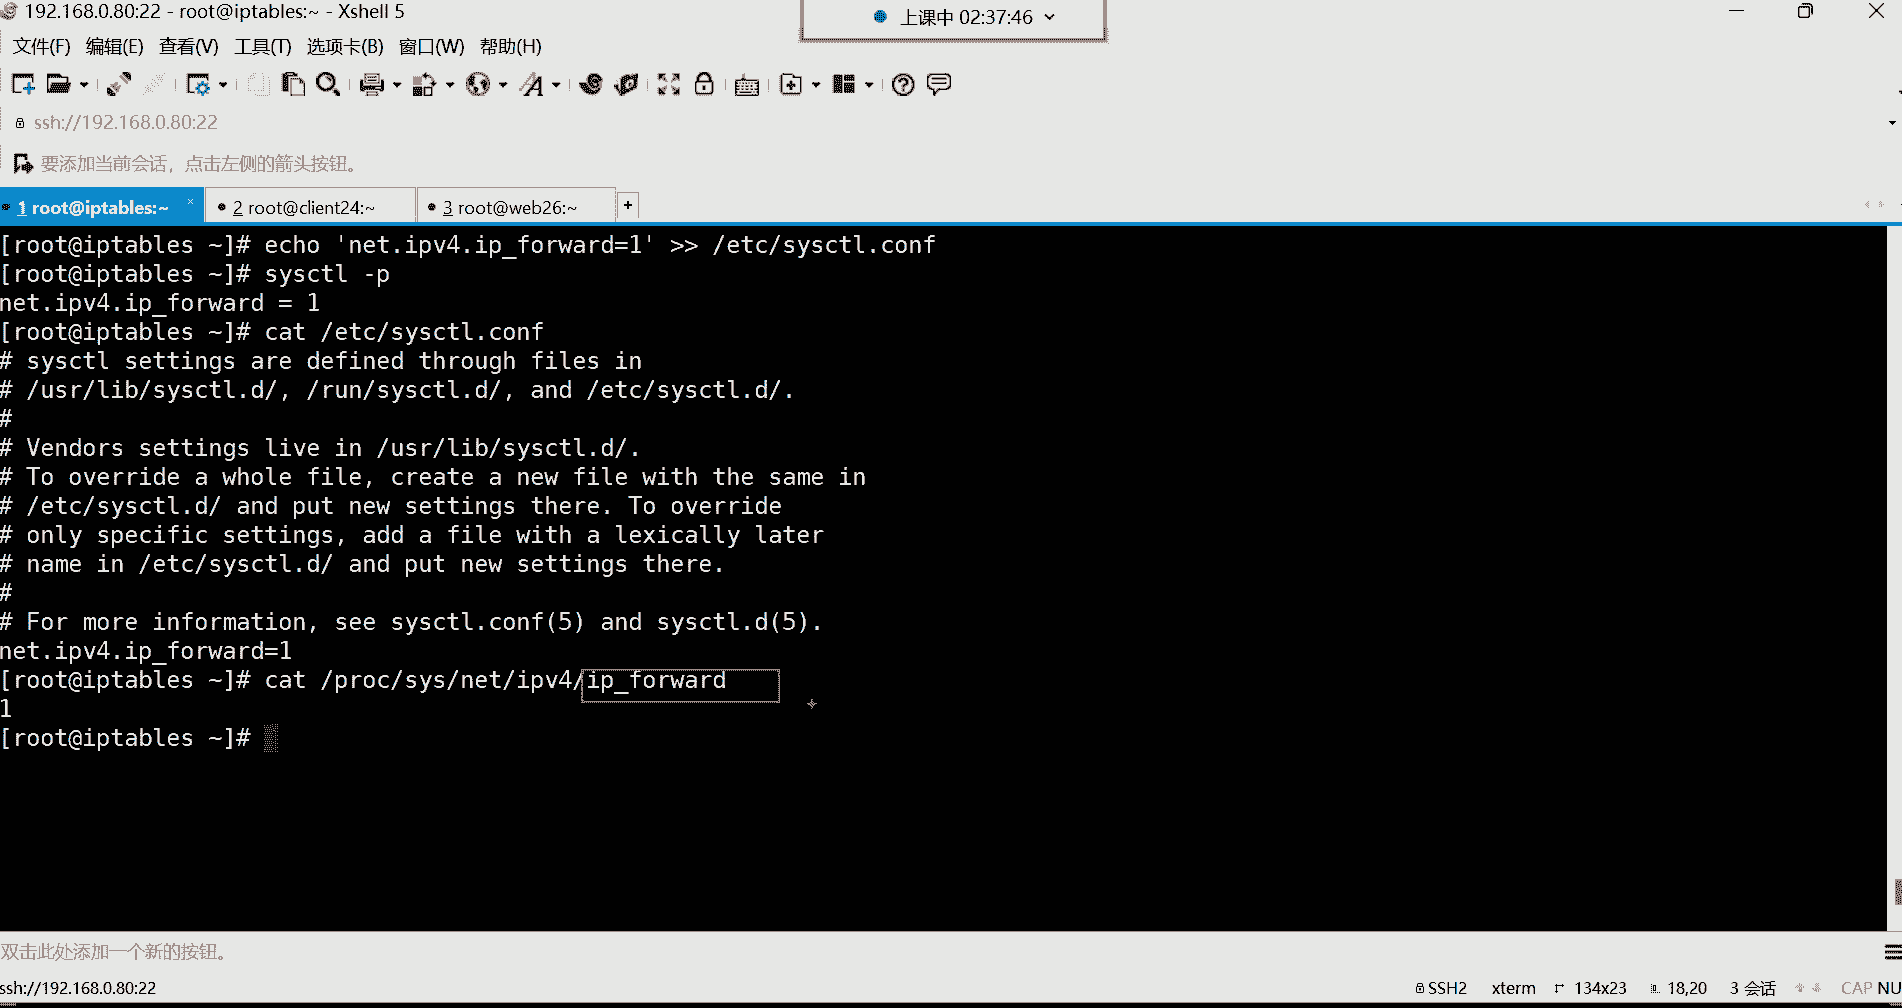 192.168.0.80:22 - root@iptables:~ - Xshell 5
上课中 02:37:46
文件(F) 编辑(E) 查看(V) 工具(T) 选项卡(B) 窗口(W) 帮助(H)
ssh://192.168.0.80:22
要添加当前会话，点击左侧的箭头按钮。
1 root@iptables:~ × 2 root@client24:~ 3 root@web26:~ +
[root@iptables ~]# echo 'net.ipv4.ip_forward=1' >> /etc/sysctl.conf
[root@iptables ~]# sysctl -p
net.ipv4.ip_forward = 1
[root@iptables ~]# cat /etc/sysctl.conf
# sysctl settings are defined through files in
# /usr/lib/sysctl.d/, /run/sysctl.d/, and /etc/sysctl.d/.
#
# Vendors settings live in /usr/lib/sysctl.d/.
# To override a whole file, create a new file with the same in
# /etc/sysctl.d/ and put new settings there. To override
# only specific settings, add a file with a lexically later
# name in /etc/sysctl.d/ and put new settings there.
#
# For more information, see sysctl.conf(5) and sysctl.d(5).
net.ipv4.ip_forward=1
[root@iptables ~]# cat /proc/sys/net/ipv4/ip_forward
1
[root@iptables ~]#
双击此处添加一个新的按钮。
ssh://192.168.0.80:22 SSH2 xterm 134x23 18,20 3 会话 CAP NU